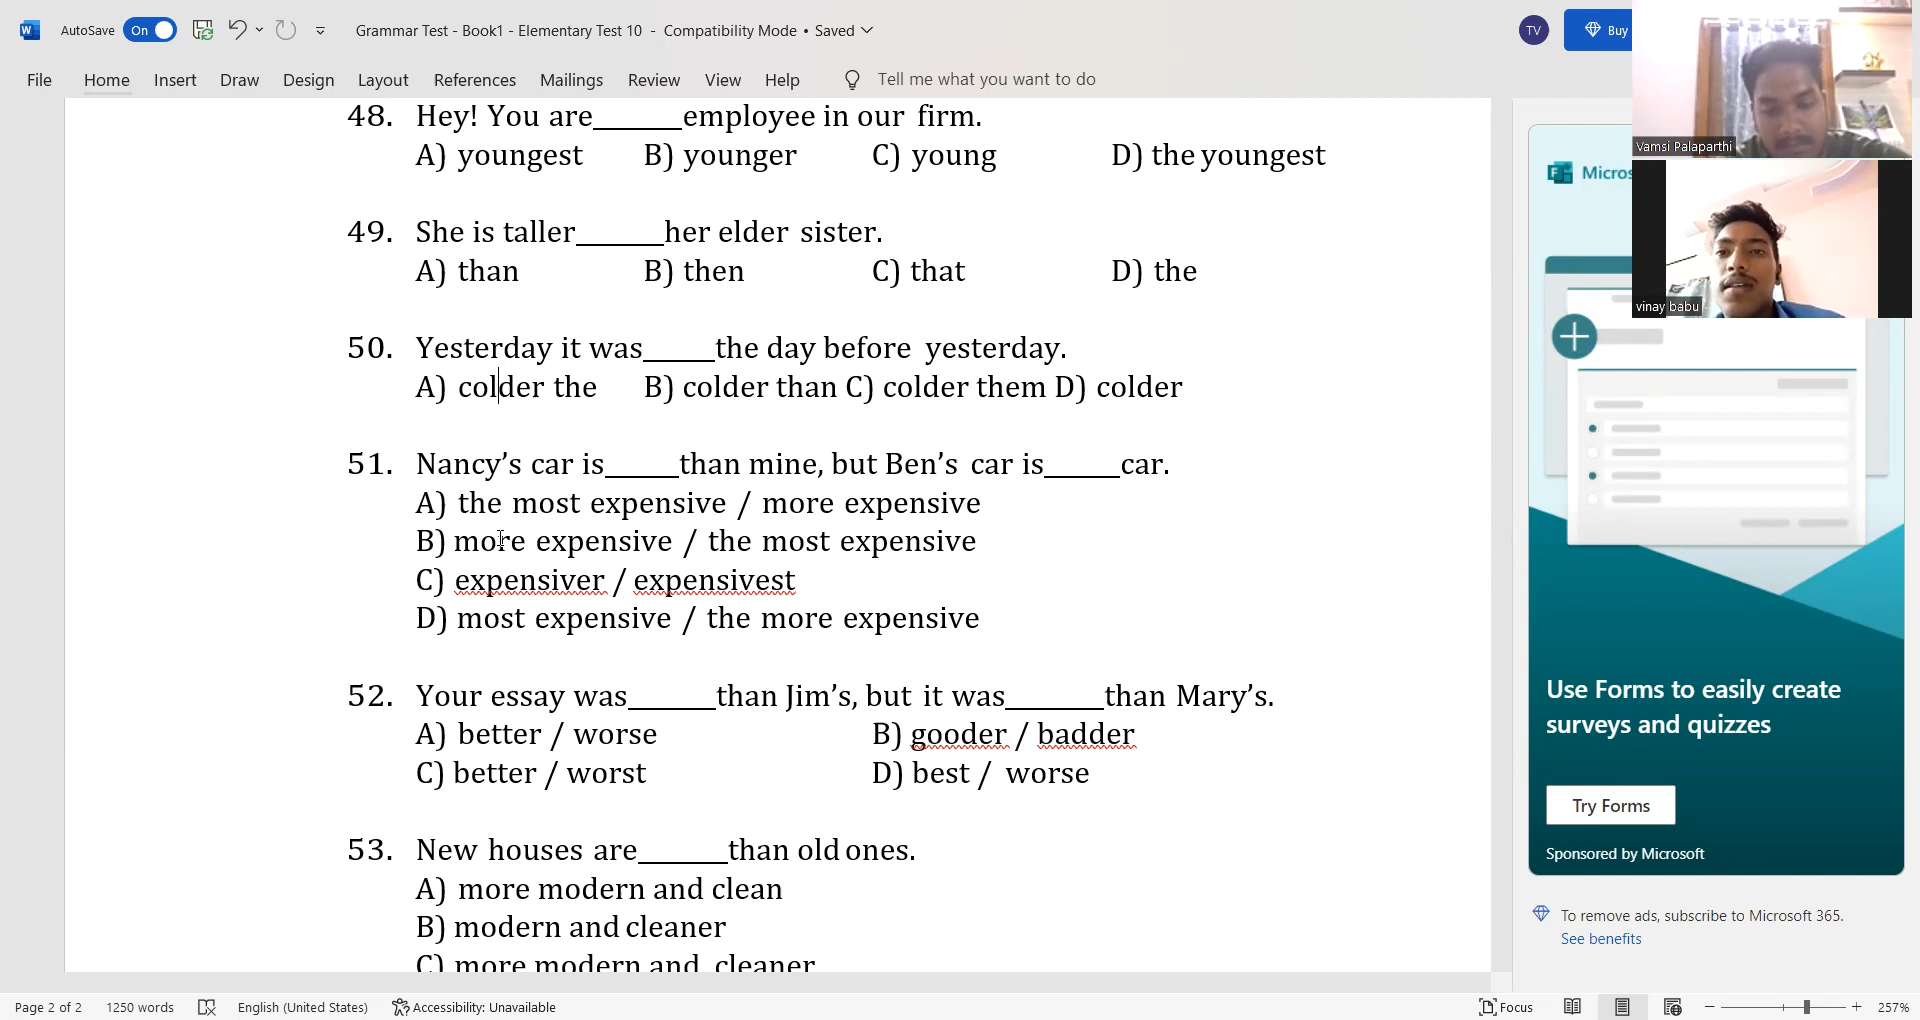 AutoSave On Grammar Test - Book1 - Elementary Test 10 - Compatibility Mode • Saved TV Buy
File Home Insert Draw Design Layout References Mailings Review View Help Tell me what you want to do
48. Hey! You are______employee in our firm.
A) youngest B) younger C) young D) the youngest
49. She is taller______her elder sister.
A) than B) then C) that D) the
50. Yesterday it was_____the day before yesterday.
A) colder the B) colder than C) colder them D) colder
51. Nancy’s car is_____than mine, but Ben’s car is_____car.
A) the most expensive / more expensive
B) more expensive / the most expensive
C) expensiver / expensivest
D) most expensive / the more expensive
52. Your essay was______than Jim’s, but it was_______than Mary’s.
A) better / worse B) gooder / badder
C) better / worst D) best / worse
53. New houses are______than old ones.
A) more modern and clean
B) modern and cleaner
C) more modern and cleaner
Vamsi Palaparthi
vinay babu
Micros
Use Forms to easily create
surveys and quizzes
Try Forms
Sponsored by Microsoft
To remove ads, subscribe to Microsoft 365.
See benefits
Page 2 of 2 1250 words English (United States) Accessibility: Unavailable Focus 257%